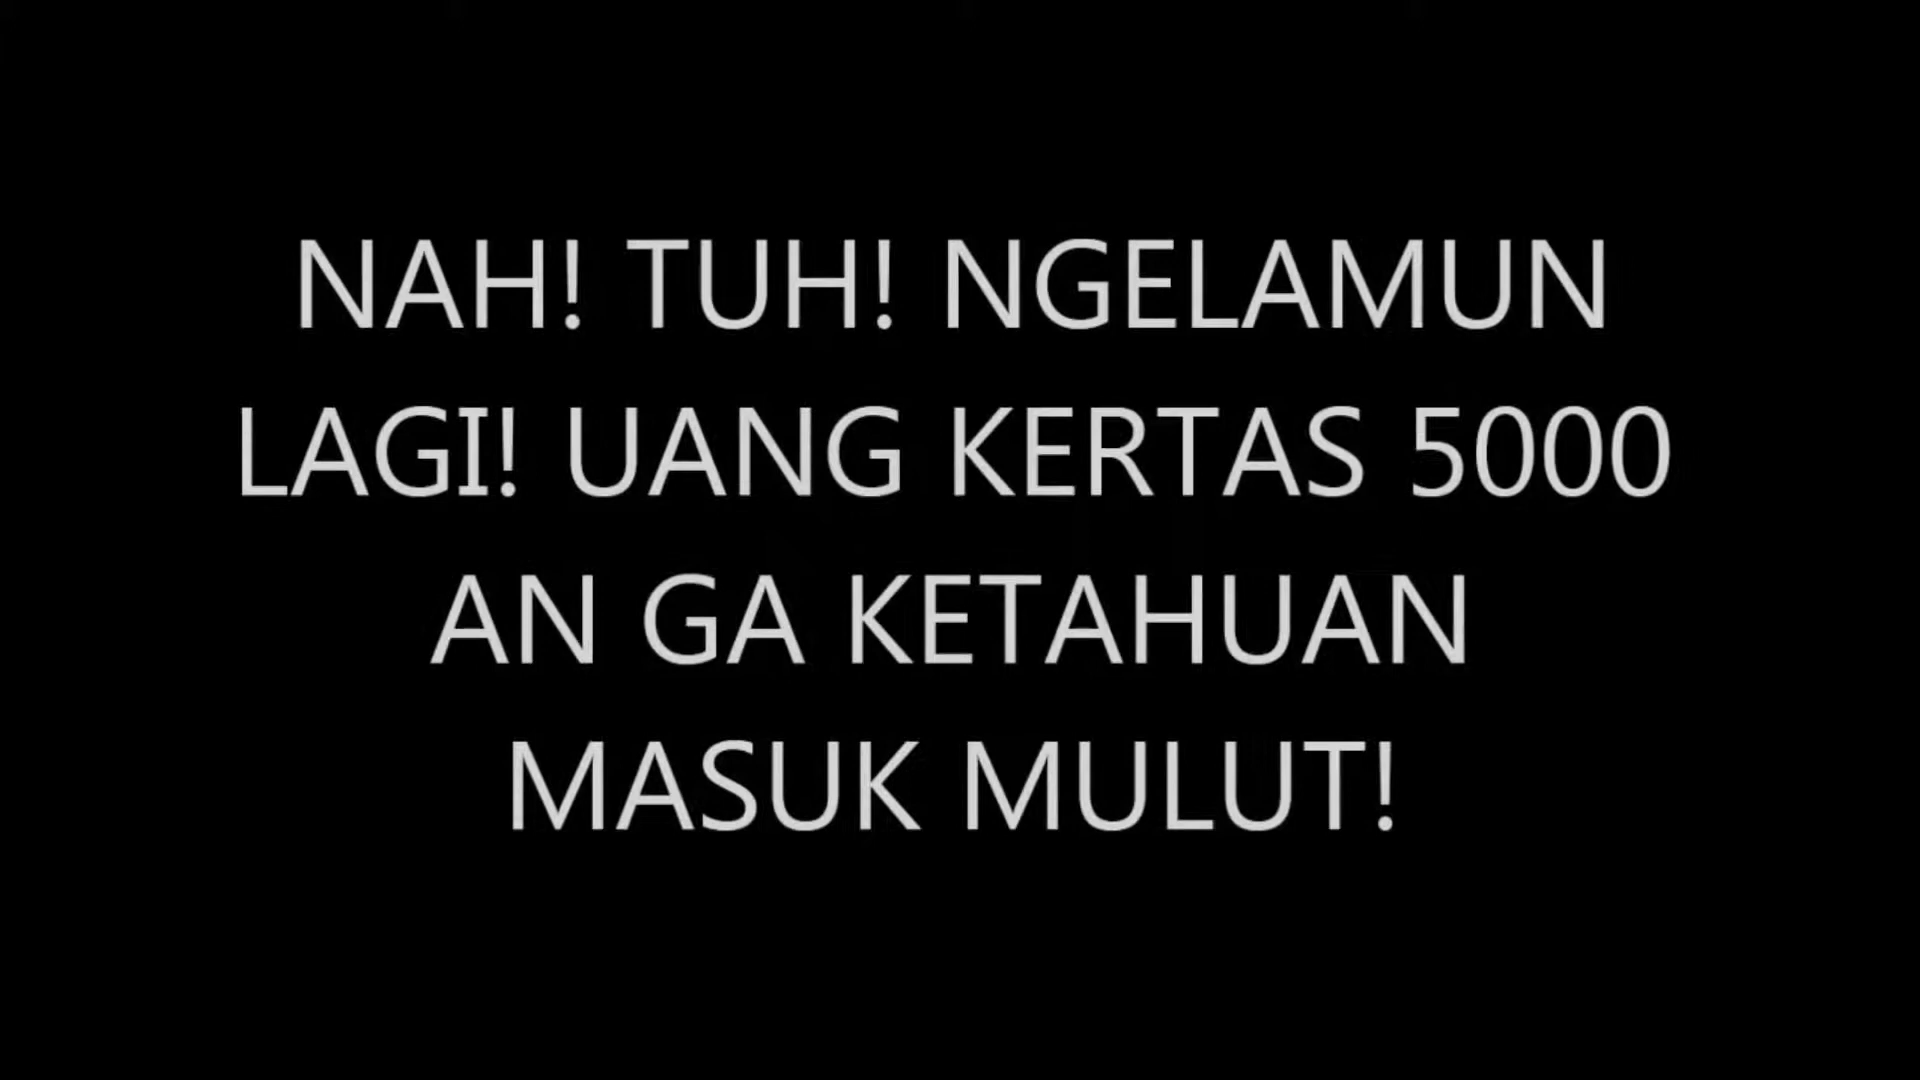 NAH! TUH! NGELAMUN
LAGI! UANG KERTAS 5000
AN GA KETAHUAN
MASUK MULUT!